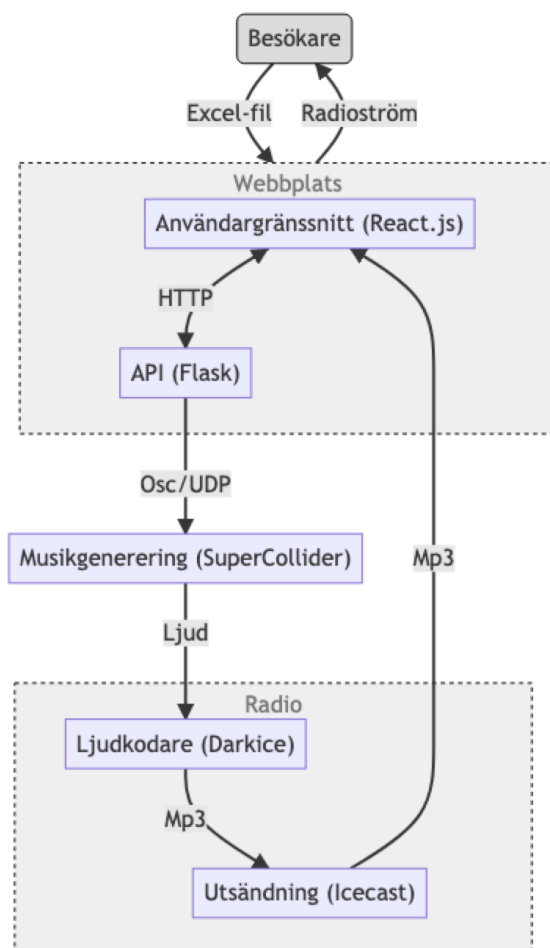 Besökare
Excel-fil
Radioström
Webbplats
Användargränssnitt (React.js)
HTTP
API (Flask)
Osc/UDP
Musikgenerering (SuperCollider)
Mp3
Ljud
Radio
Ljudkodare (Darkice)
Mp3
Utsändning (Icecast)